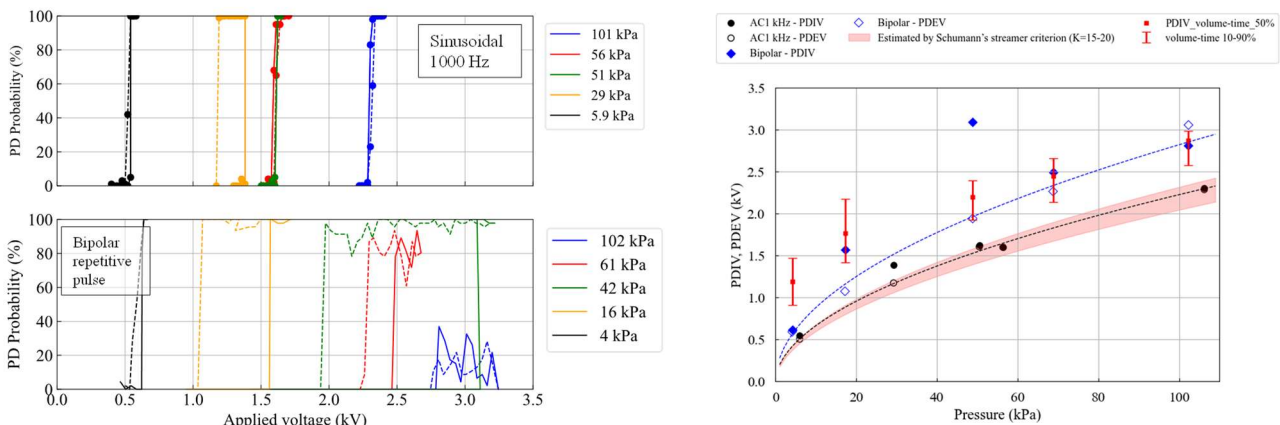 PD Probability (%)
100
80
60
40
20
0
Sinusoidal
1000 Hz
101 kPa
56 kPa
51 kPa
29 kPa
5.9 kPa
PD Probability (%)
100
80
60
40
20
0
Bipolar
repetitive
pulse
102 kPa
61 kPa
42 kPa
16 kPa
4 kPa
0.0 0.5 1.0 1.5 2.0 2.5 3.0 3.5
Applied voltage (kV)
AC1 kHz - PDIV
AC1 kHz - PDEV
Bipolar - PDIV
Bipolar - PDEV
Estimated by Schumann's streamer criterion (K=15-20)
PDIV_volume-time_50%
volume-time 10-90%
PDIV, PDEV (kV)
3.5
3.0
2.5
2.0
1.5
1.0
0.5
0.0
0 20 40 60 80 100
Pressure (kPa)